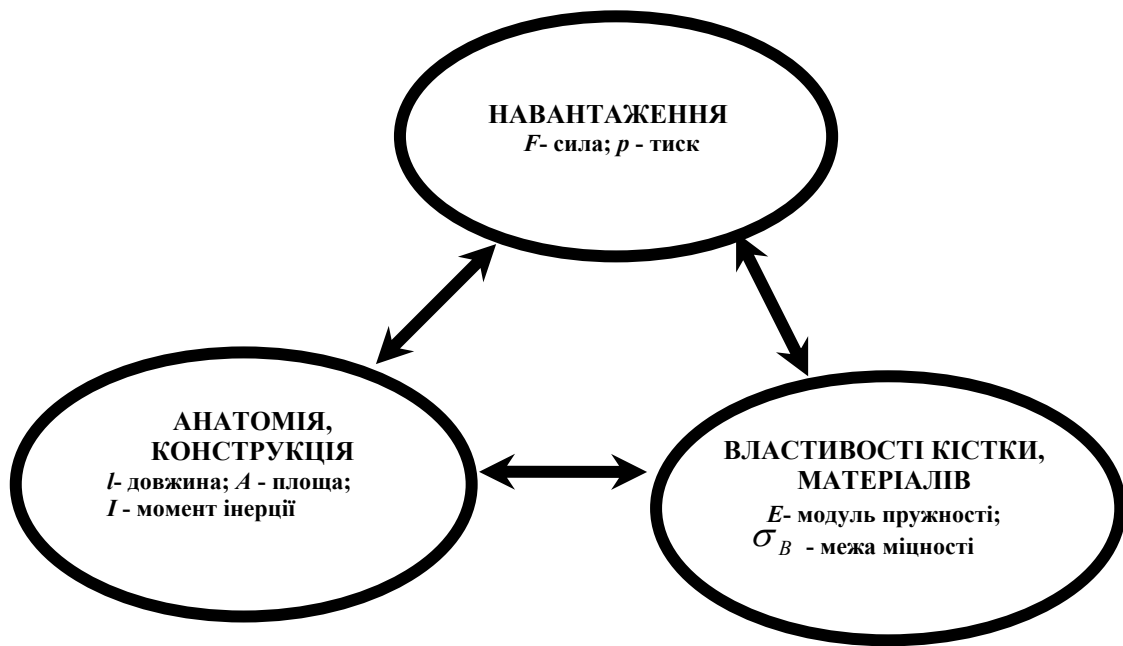 НАВАНТАЖЕННЯ
F- сила; p - тиск
АНАТОМІЯ,
КОНСТРУКЦІЯ
l- довжина; A - площа;
I - момент інерції
ВЛАСТИВОСТІ КІСТКИ,
МАТЕРІАЛІВ
E- модуль пружності;
σB - межа міцності